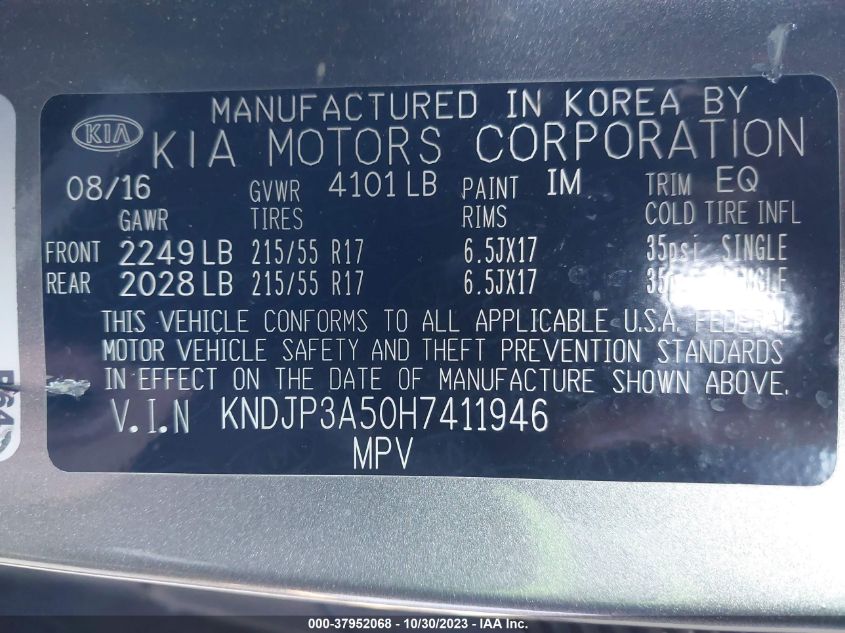 MANUFACTURED IN KOREA BY
KIA KIA MOTORS CORPORATION
08/16 GVWR 4101 LB PAINT IM TRIM EQ
GAWR TIRES RIMS COLD TIRE INFL
FRONT 2249 LB 215/55 R17 6.5JX17 35psi SINGLE
REAR 2028 LB 215/55 R17 6.5JX17
THIS VEHICLE CONFORMS TO ALL APPLICABLE U.S.A. FEDERAL
MOTOR VEHICLE SAFETY AND THEFT PREVENTION STANDARDS
IN EFFECT ON THE DATE OF MANUFACTURE SHOWN ABOVE.
V.I.N KNDJP3A50H7411946
MPV
000-37952068 - 10/30/2023 - IAA Inc.